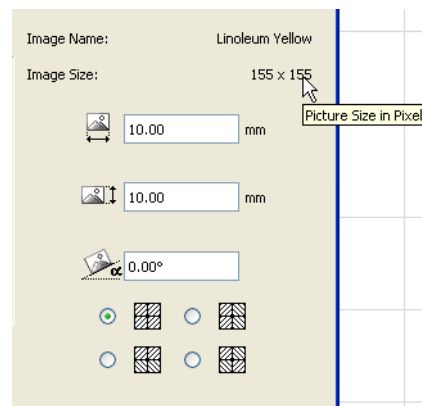 Image Name: Linoleum Yellow
Image Size: 155 x 155
Picture Size in Pixel
10.00 mm
10.00 mm
α 0.00°